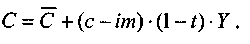 C = C̅ + (c − im) · (1 − t) · Y .